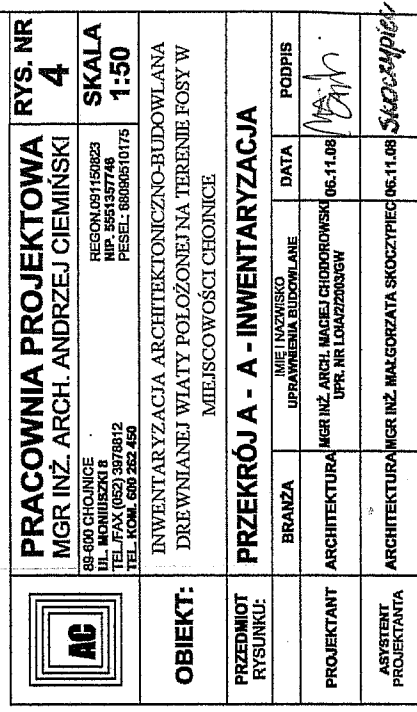 AC
PRACOWNIA PROJEKTOWA
MGR INŻ. ARCH. ANDRZEJ CIEMIŃSKI
89-600 CHOJNICE
UL. MONIUSZKI 8
TEL./FAX (052) 3978812
TEL. KOM. 600 262 450
REGON.091150823
NIP. 5551357746
PESEL: 68090510175
RYS. NR
4
SKALA
1:50
OBIEKT:
INWENTARYZACJA ARCHITEKTONICZNO-BUDOWLANA
DREWNIANEJ WIATY POŁOŻONEJ NA TERENIE FOSY W
MIEJSCOWOŚCI CHOJNICE
PRZEDMIOT
RYSUNKU:
PRZEKRÓJ A - A - INWENTARYZACJA
BRANŻA
IMIĘ I NAZWISKO
UPRAWNIENIA BUDOWLANE
DATA
PODPIS
PROJEKTANT
ARCHITEKTURA
MGR INŻ. ARCH. MACIEJ CHODOROWSKI
UPR. NR LOIA/2/2003/GW
06.11.08
ASYSTENT
PROJEKTANTA
ARCHITEKTURA
MGR INŻ. MAŁGORZATA SKOCZYPIEC
06.11.08
Skoczypiec